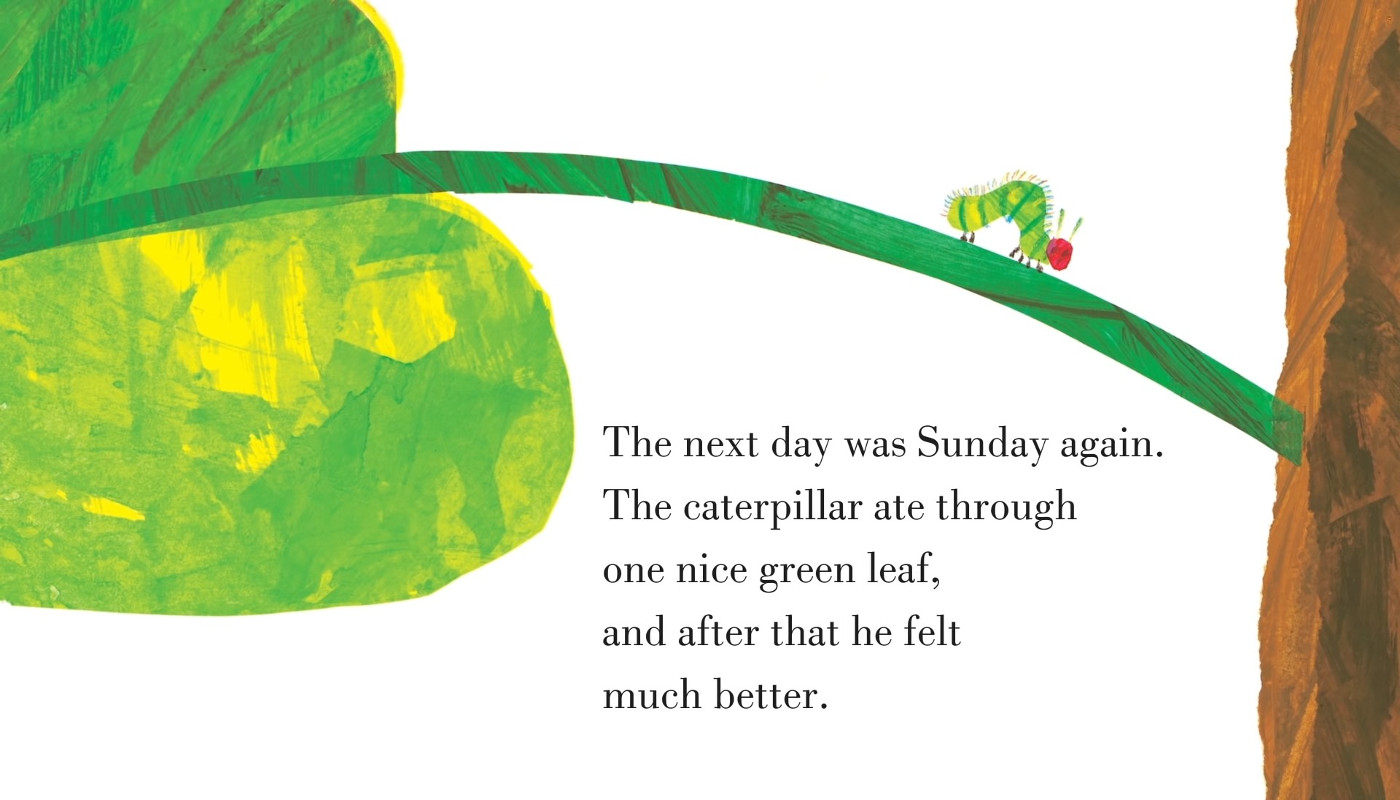 The next day was Sunday again.
The caterpillar ate through
one nice green leaf,
and after that he felt
much better.